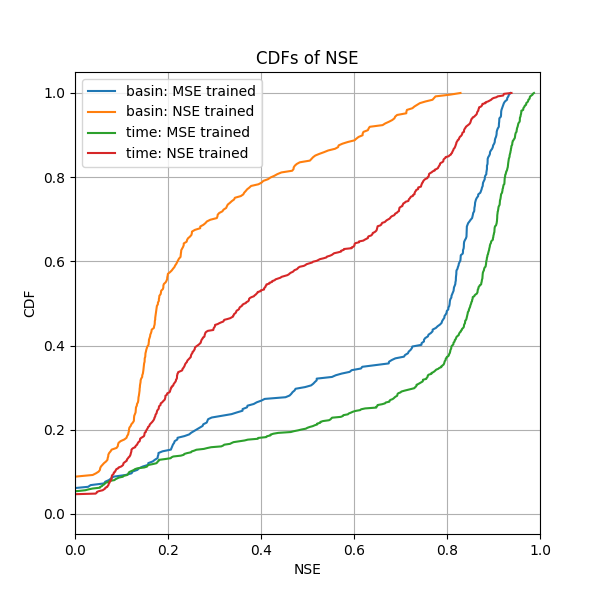 CDFs of NSE
basin: MSE trained
basin: NSE trained
time: MSE trained
time: NSE trained
1.0
0.8
0.6
0.4
0.2
0.0
CDF
0.0 0.2 0.4 0.6 0.8 1.0
NSE